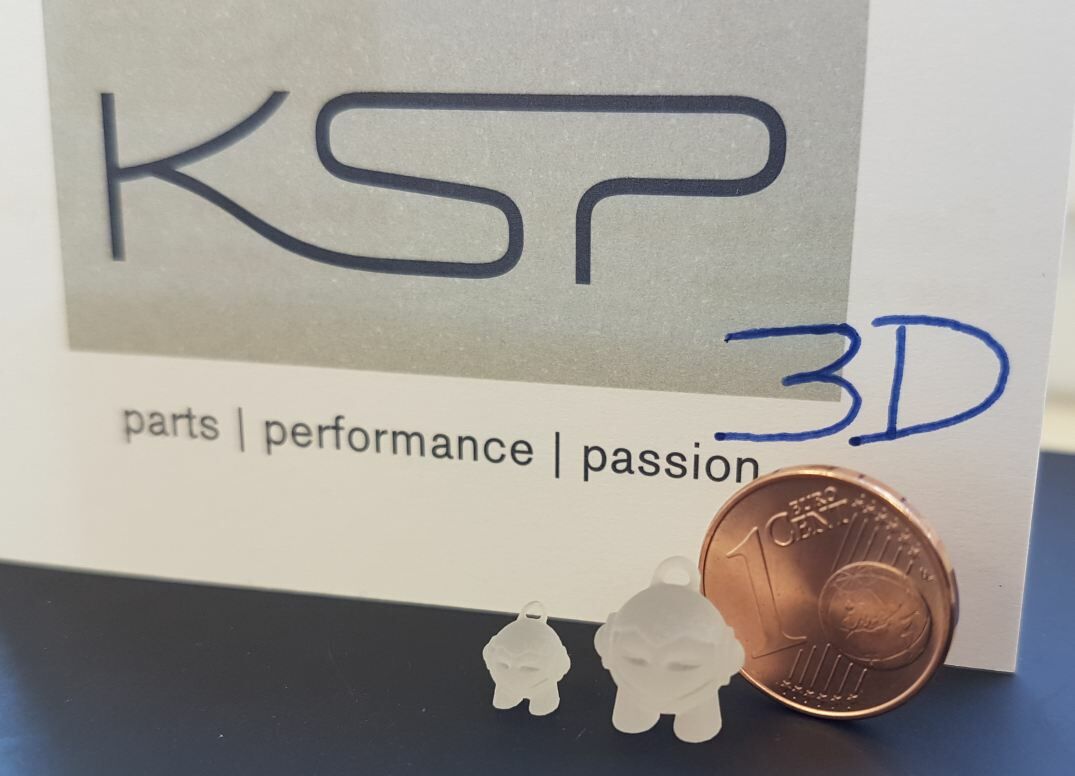 KSP
3D
parts | performance | passion
1 EURO
CENT